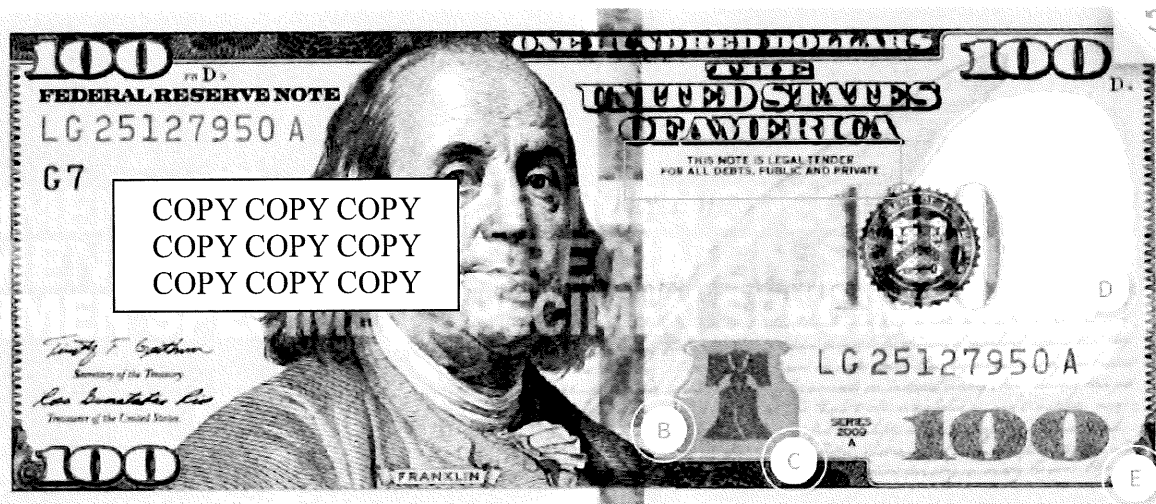 ONE HUNDRED DOLLARS
100
100
D
D
FEDERAL RESERVE NOTE
LG 25127950 A
G7
THE
UNITED STATES
OF AMERICA
THIS NOTE IS LEGAL TENDER
FOR ALL DEBTS, PUBLIC AND PRIVATE
COPY COPY COPY
COPY COPY COPY
COPY COPY COPY
SPECIMEN
D
Secretary of the Treasury
Treasurer of the United States
LG 25127950 A
B
C
SERIES
2009
A
100
E
100
FRANKLIN